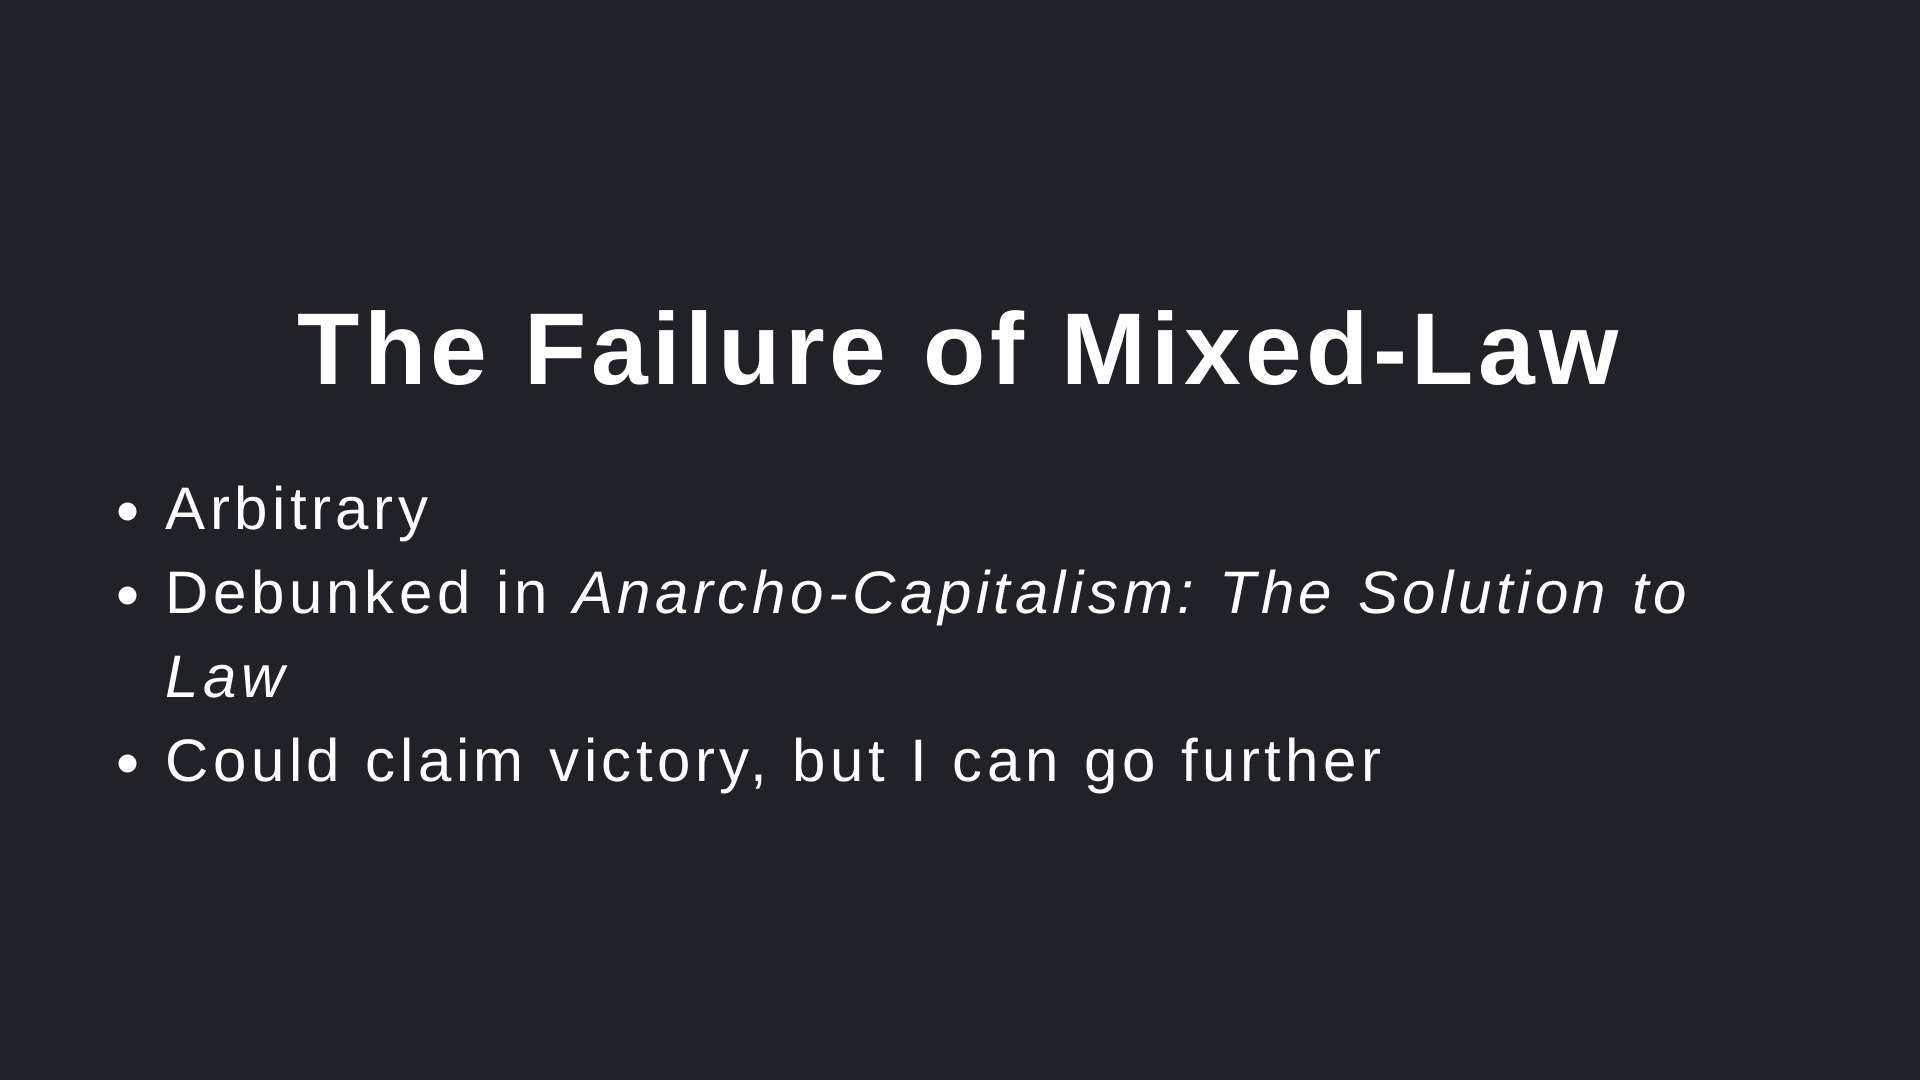 The Failure of Mixed-Law
• Arbitrary
• Debunked in Anarcho-Capitalism: The Solution to
Law
• Could claim victory, but I can go further